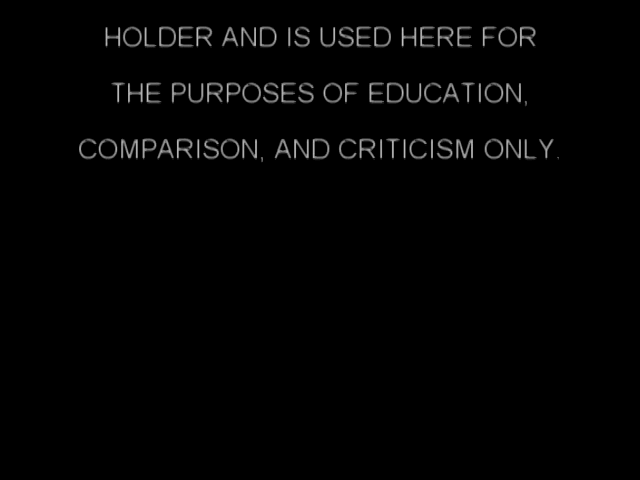 HOLDER AND IS USED HERE FOR
THE PURPOSES OF EDUCATION,
COMPARISON, AND CRITICISM ONLY.